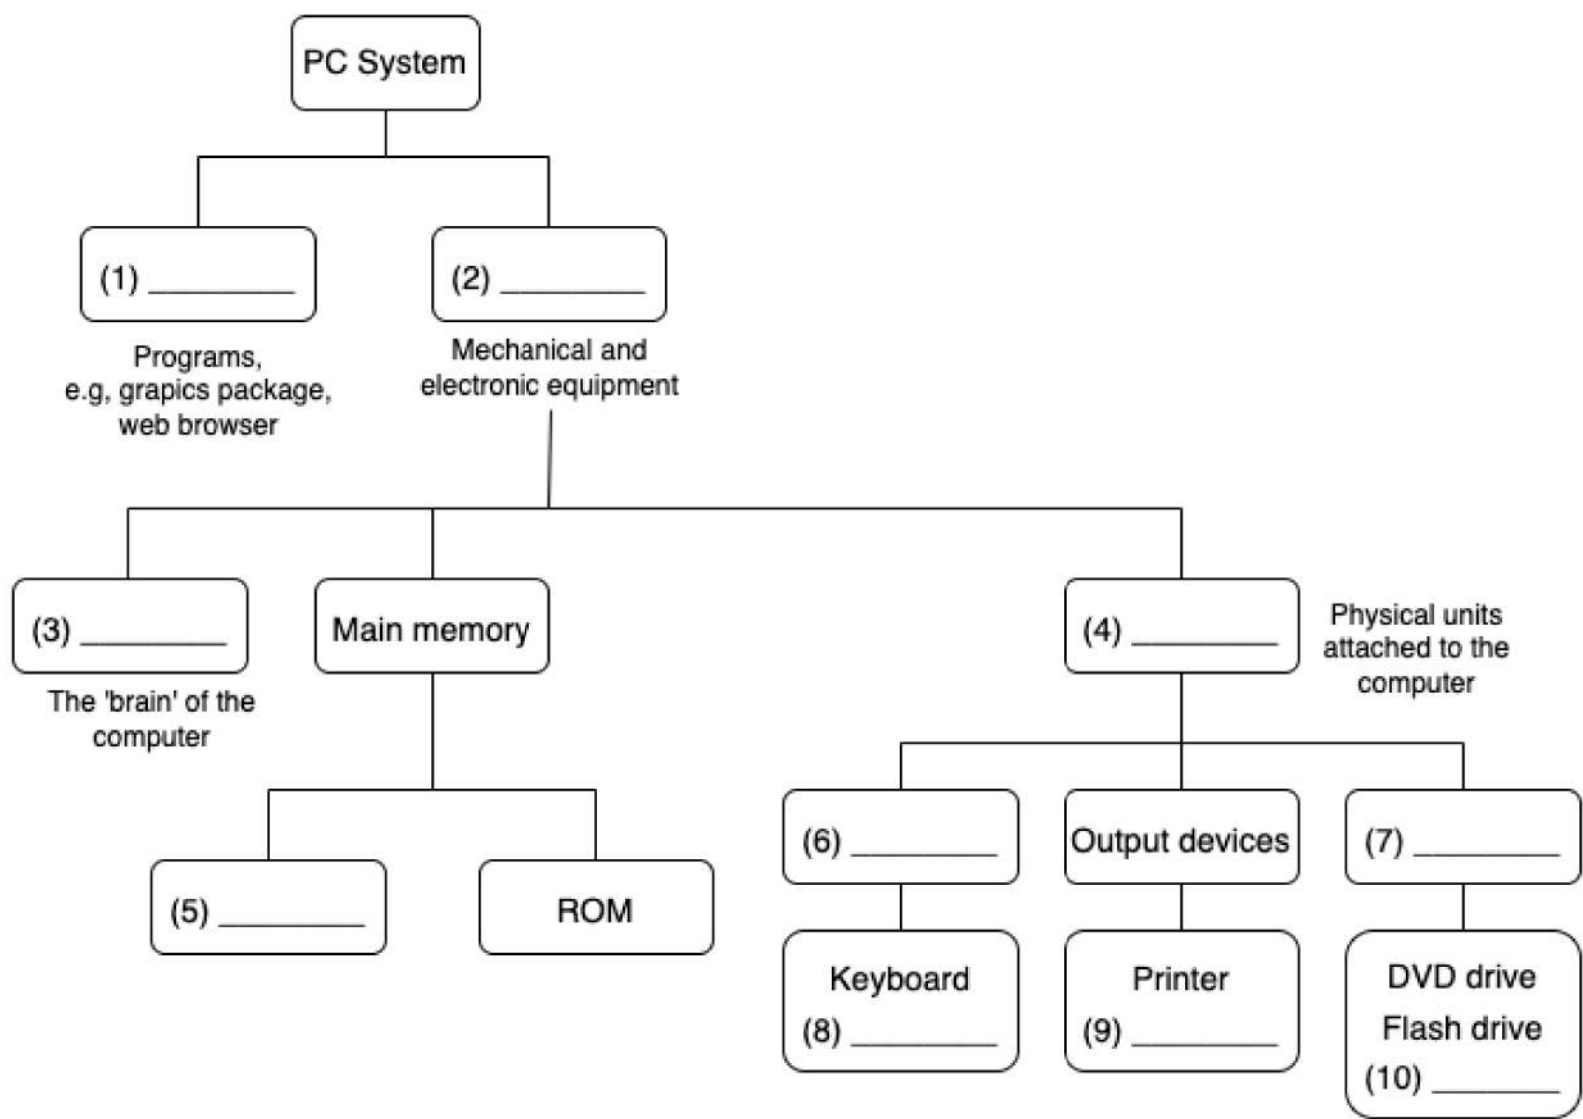 PC System
(1) ________
(2) ________
Programs,
e.g, grapics package,
web browser
Mechanical and
electronic equipment
(3) ________
Main memory
(4) ________
Physical units
attached to the
computer
The 'brain' of the
computer
(5) ________
ROM
(6) ________
Output devices
(7) ________
Keyboard
(8) ________
Printer
(9) ________
DVD drive
Flash drive
(10) _______